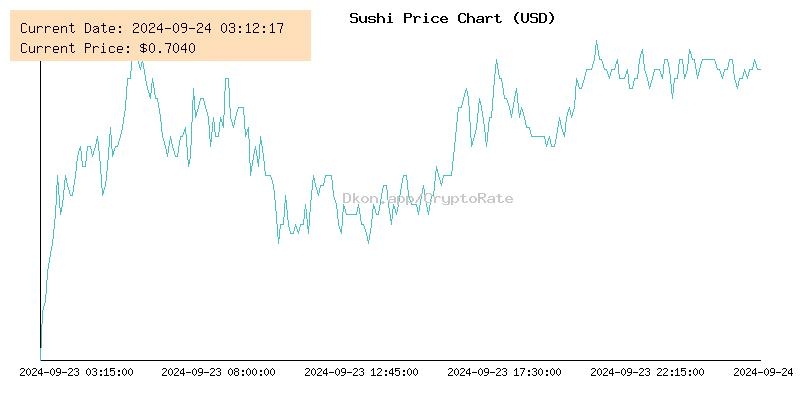 Sushi Price Chart (USD)
Current Date: 2024-09-24 03:12:17
Current Price: $0.7040
Dkon.app/CryptoRate
2024-09-23 03:15:00 2024-09-23 08:00:00 2024-09-23 12:45:00 2024-09-23 17:30:00 2024-09-23 22:15:00 2024-09-24